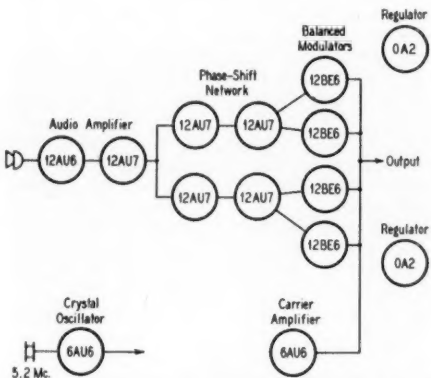 Regulator
0A2
Balanced
Modulators
12BE6
Phase-Shift
Network
12AU7
12AU7
12BE6
Audio Amplifier
12AU6
12AU7
Output
12AU7
12AU7
12BE6
12BE6
Regulator
0A2
Crystal
Oscillator
6AU6
5.2 Mc.
Carrier
Amplifier
6AU6